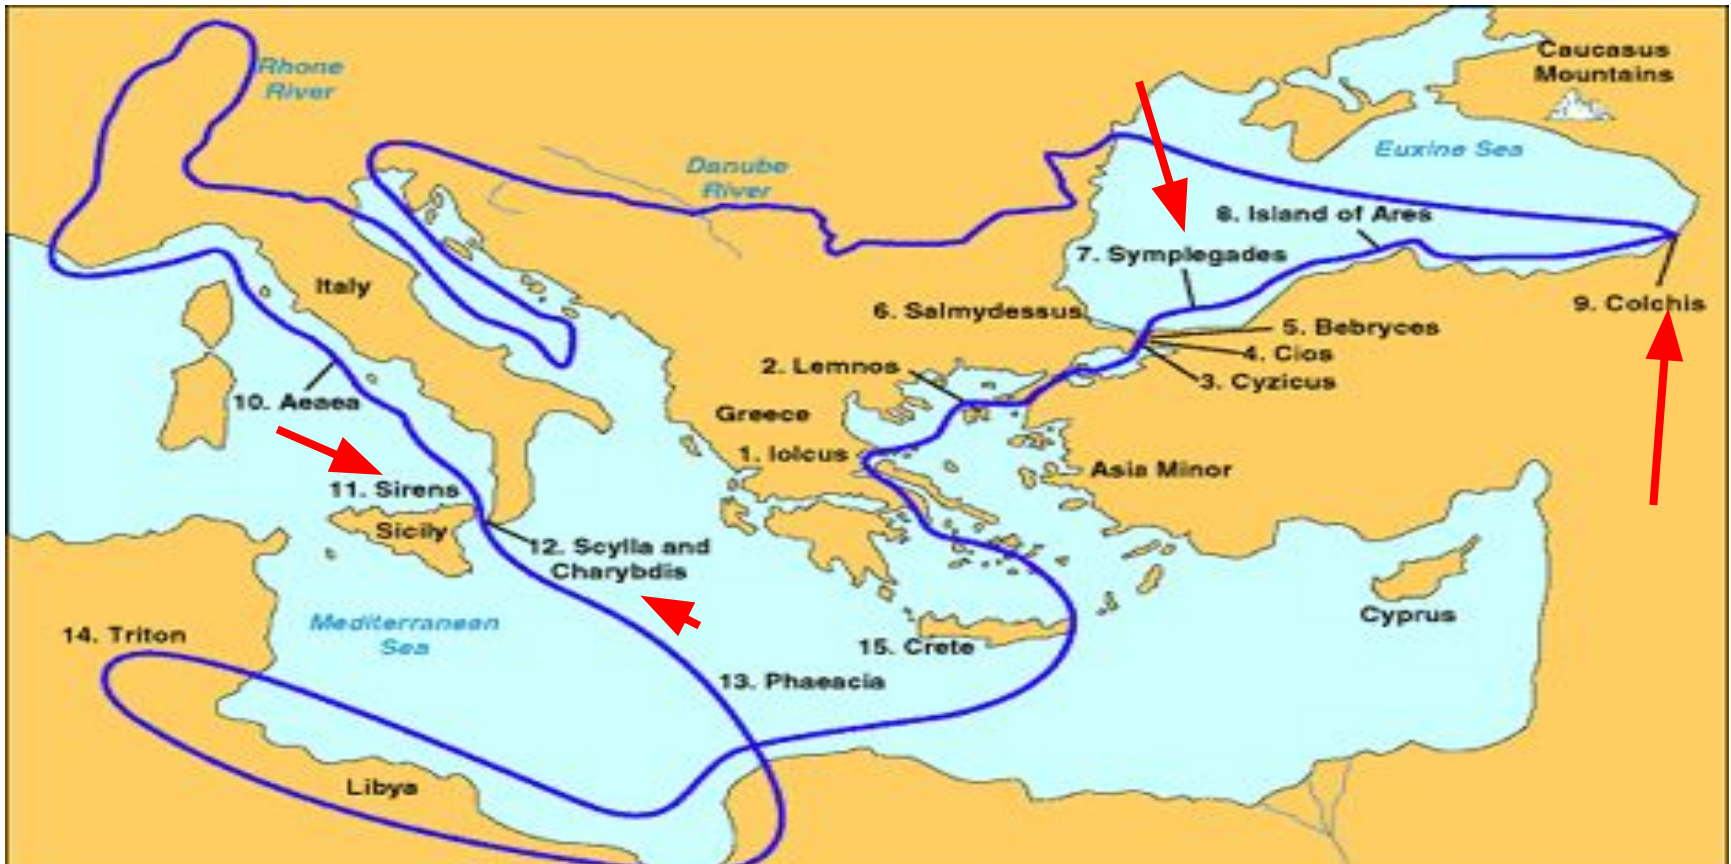 Rhone
River
Caucasus
Mountains
Euxine Sea
Danube
River
8. Island of Ares
7. Symplegades
Italy
6. Salmydessus
9. Colchis
5. Bebryces
4. Cios
2. Lemnos
3. Cyzicus
10. Aeaea
Greece
1. Iolcus
Asia Minor
11. Sirens
Sicily
12. Scylla and
Charybdis
Cyprus
Mediterranean
Sea
14. Triton
15. Crete
13. Phaeacia
Libya